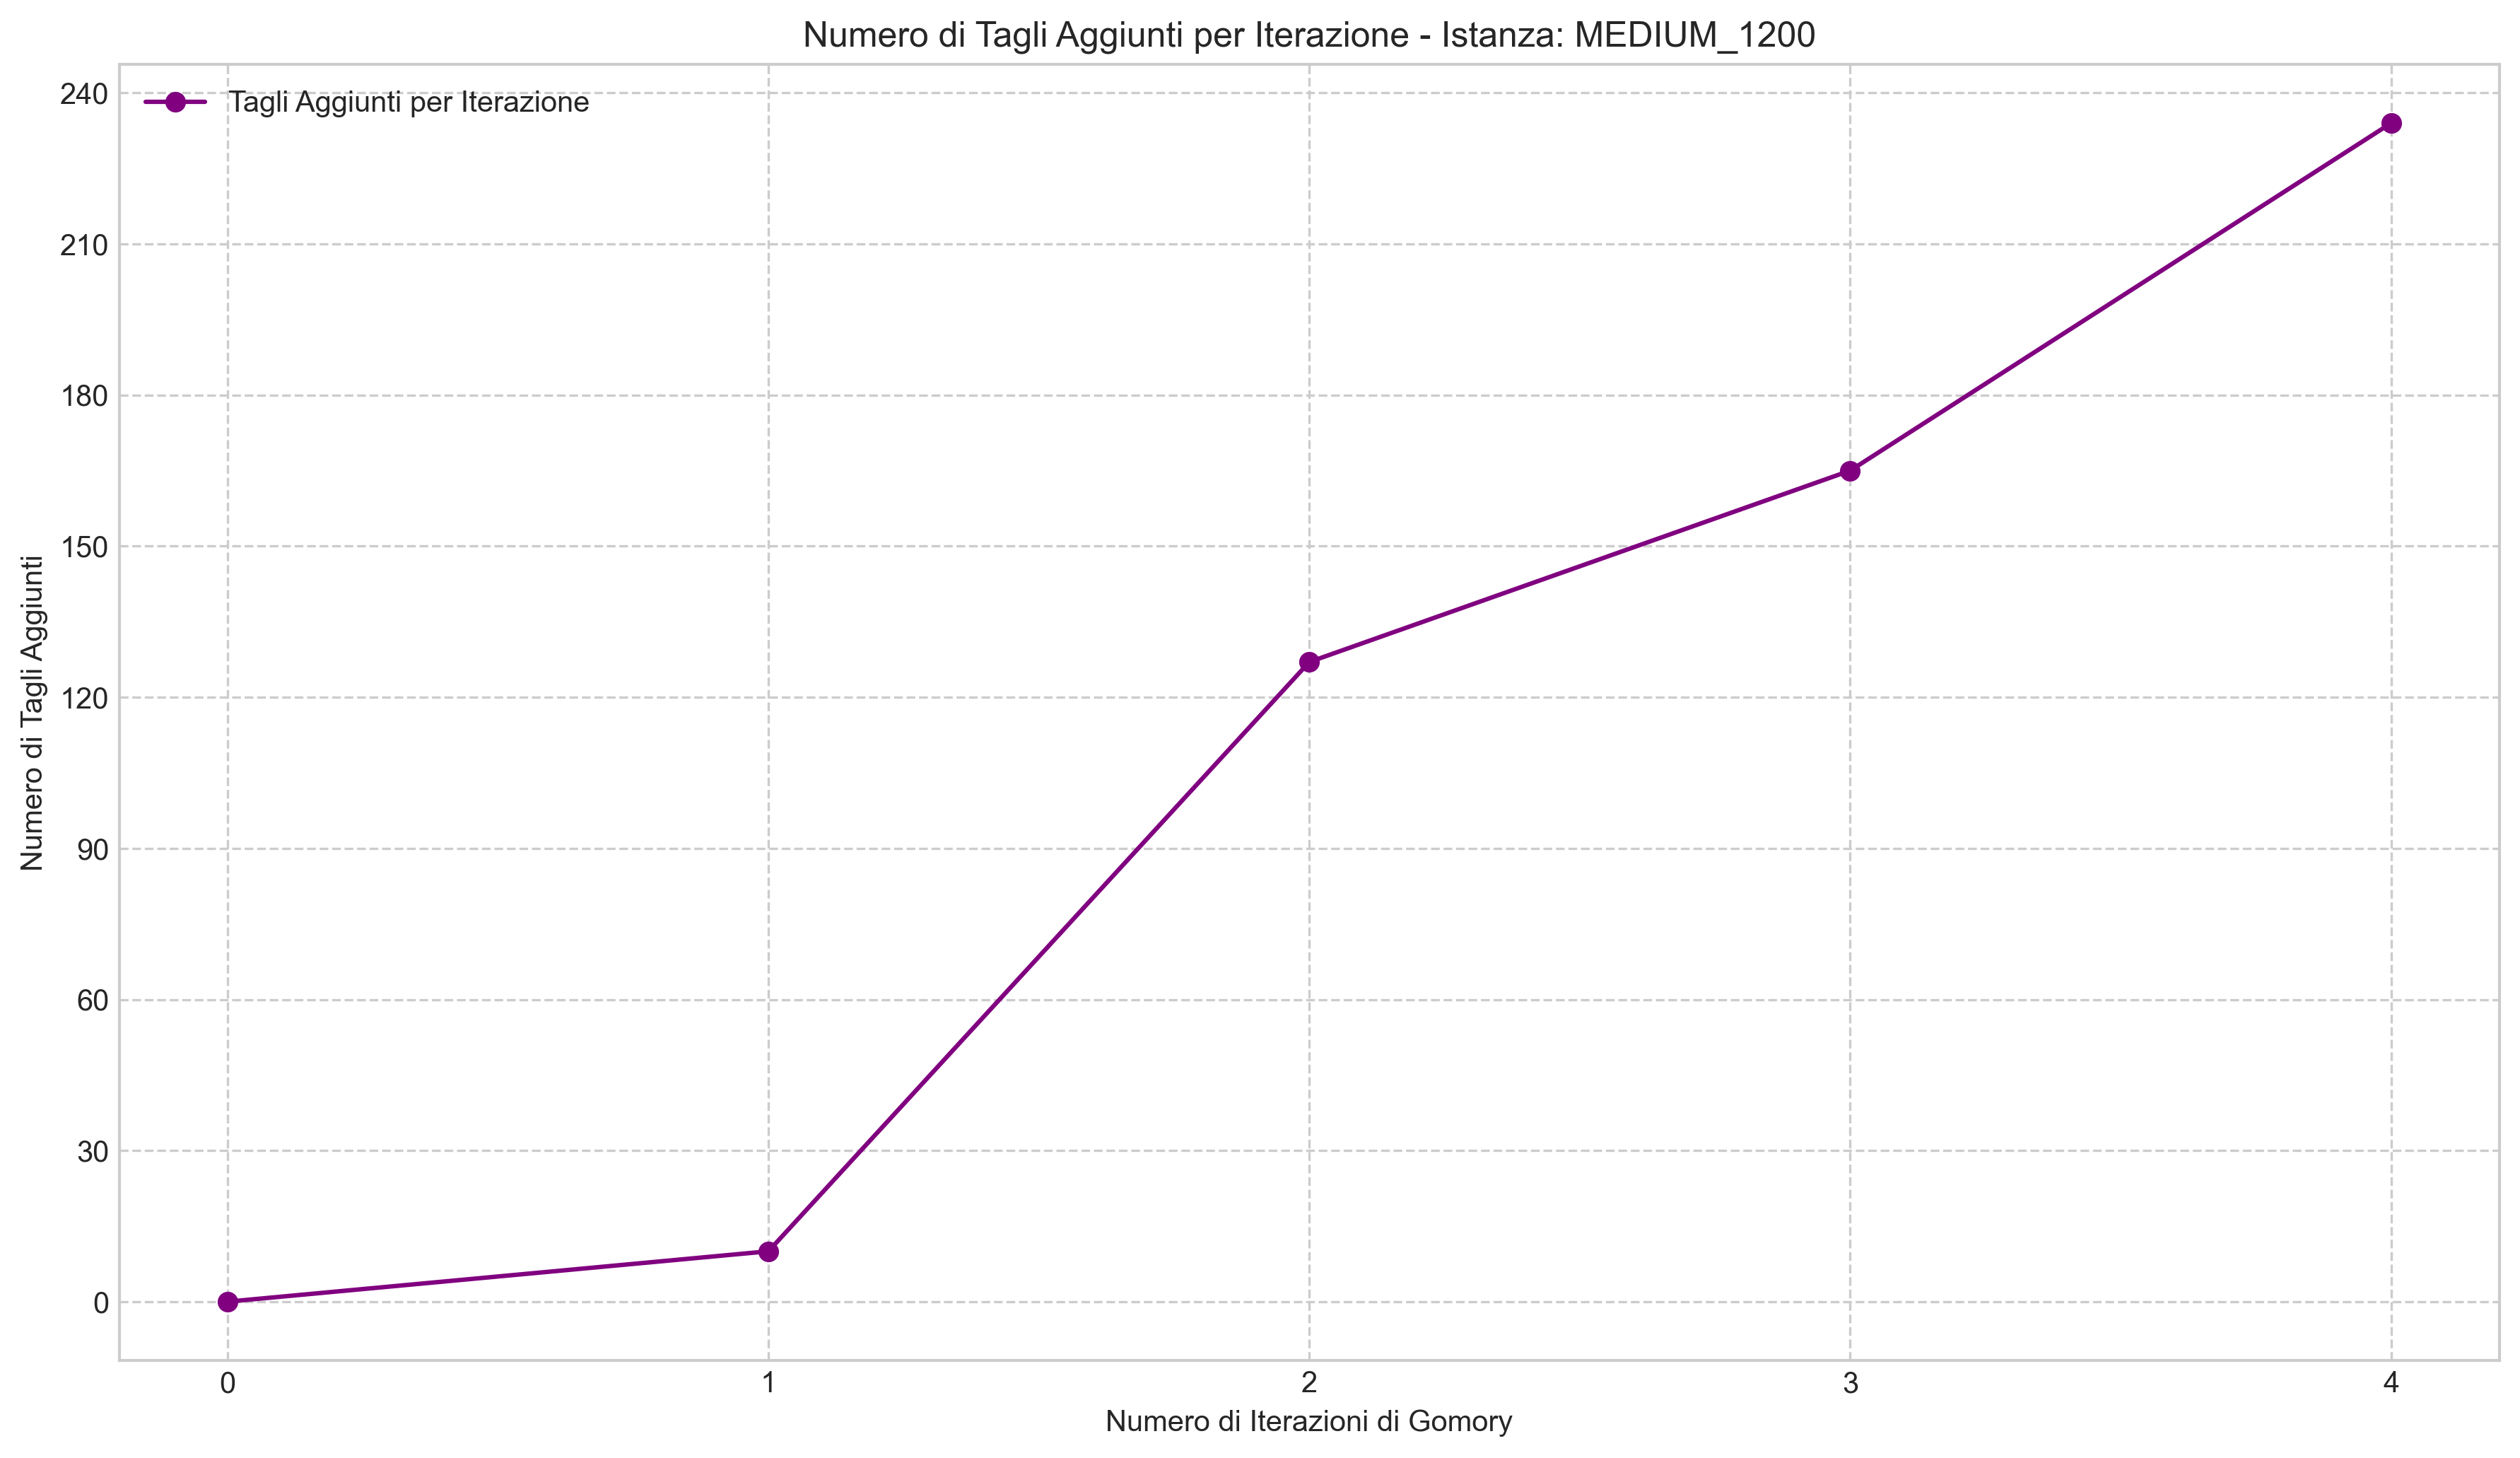 Numero di Tagli Aggiunti per Iterazione - Istanza: MEDIUM_1200
Tagli Aggiunti per Iterazione
Numero di Tagli Aggiunti
240
210
180
150
120
90
60
30
0
0 1 2 3 4
Numero di Iterazioni di Gomory